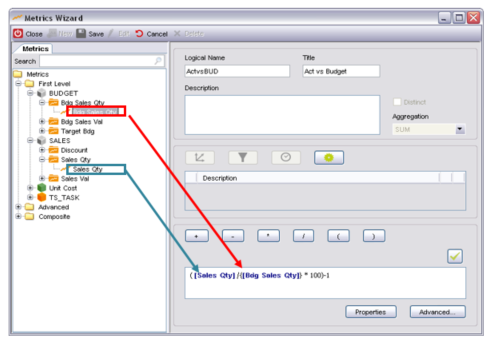 Metrics Wizard
Close New Save Edit Cancel Delete
Metrics
Search
Metrics
First Level
BUDGET
Bdg Sales Qty
Bdg Sales Val
Target Bdg
SALES
Discount
Sales Qty
Sales Qty
Sales Val
Unit Cost
TS_TASK
Advanced
Composite
Logical Name Title
ActvsBUD Act vs Budget
Description
Distinct
Aggregation
SUM
Description
+ - * / ( )
([Sales Qty]/([Bdg Sales Qty]) * 100)-1
Properties Advanced...